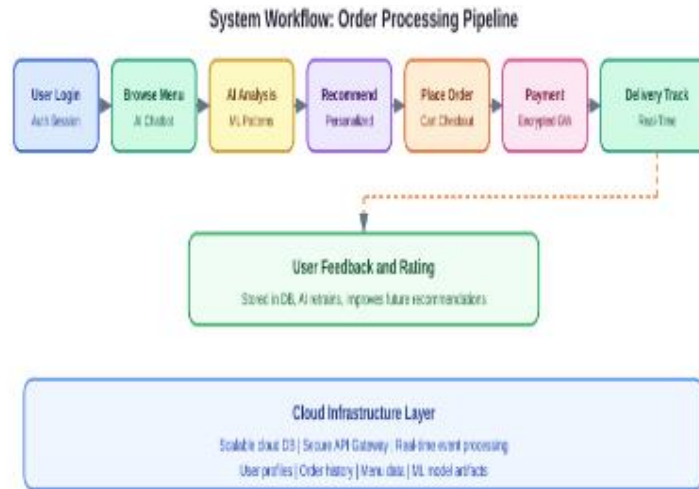 System Workflow: Order Processing Pipeline
User Login
Auth Session
Browse Menu
AI Chatbot
AI Analysis
ML Patterns
Recommend
Personalized
Place Order
Cart Checkout
Payment
Encrypted GW
Delivery Track
Real-Time
User Feedback and Rating
Stored in DB, AI retrains, improves future recommendations
Cloud Infrastructure Layer
Scalable cloud DB | Secure API Gateway | Real-time event processing
User profiles | Order history | Menu data | ML model artifacts